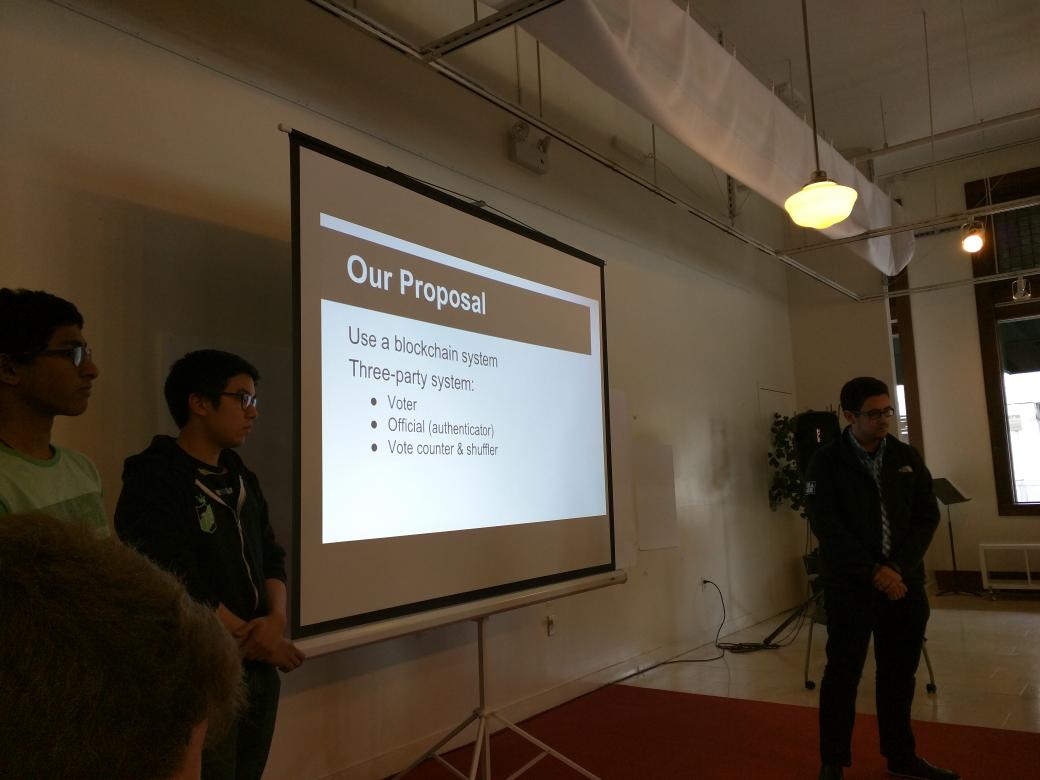 Our Proposal
Use a blockchain system
Three-party system:
● Voter
● Official (authenticator)
● Vote counter & shuffler